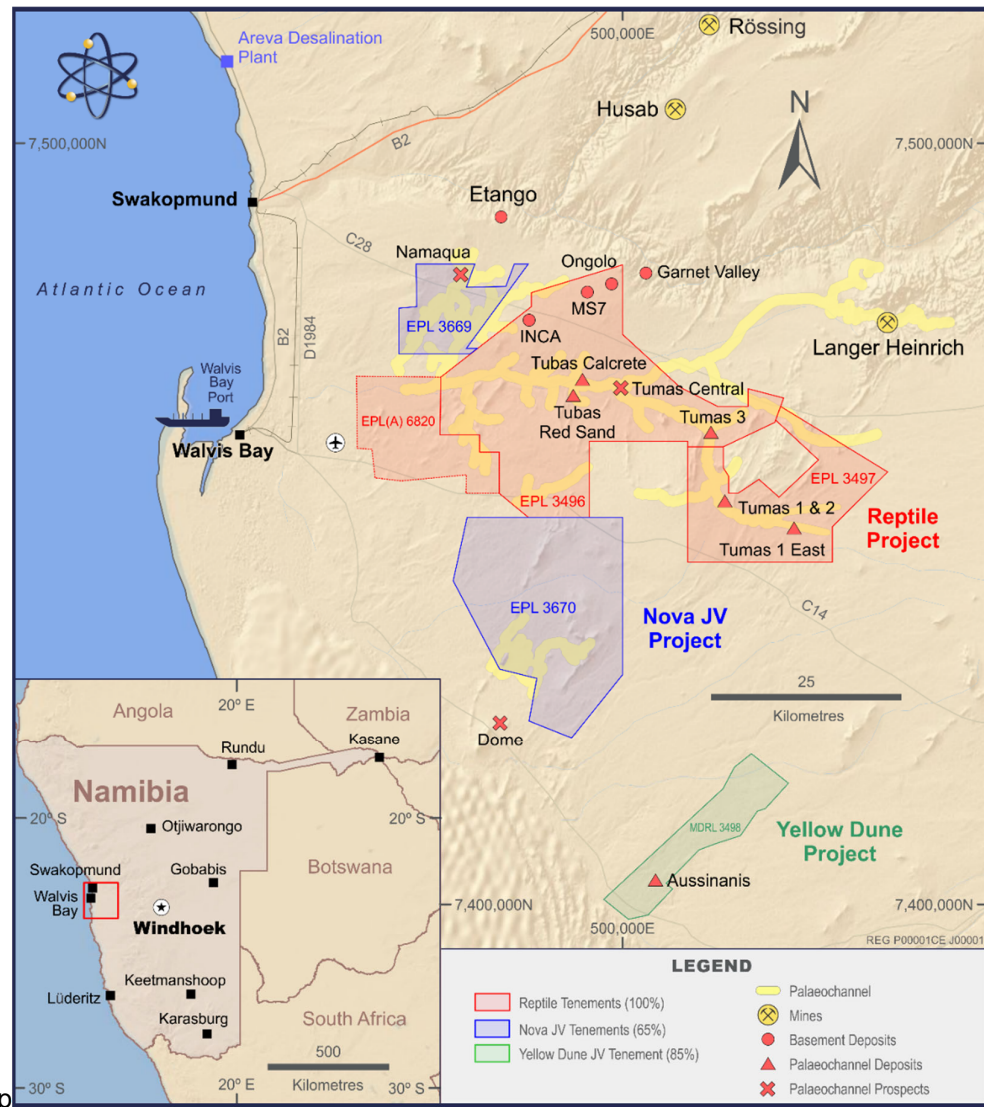 Areva Desalination
Plant
500,000E
Rössing
Husab
N
7,500,000N
7,500,000N
B2
Swakopmund
Etango
C28
Namaqua
Ongolo
Garnet Valley
Atlantic Ocean
MS7
EPL 3669
B2
D1984
INCA
Langer Heinrich
Tubas Calcrete
Walvis
Bay
Port
Tumas Central
Tubas
Red Sand
EPL(A) 6820
Tumas 3
Walvis Bay
EPL 3497
EPL 3496
Tumas 1 & 2
Reptile
Project
Tumas 1 East
EPL 3670
Nova JV
Project
C14
25
Kilometres
Dome
MDRL 3498
Yellow Dune
Project
Aussinanis
7,400,000N
7,400,000N
500,000E
REG P00001CE J00001
Angola
20° E
Zambia
Rundu
Kasane
Namibia
20° S
20° S
Otjiwarongo
Swakopmund
Gobabis
Botswana
Walvis
Bay
Windhoek
Keetmanshoop
Lüderitz
Karasburg
South Africa
500
Kilometres
30° S
20° E
30° S
LEGEND
Reptile Tenements (100%)
Nova JV Tenements (65%)
Yellow Dune JV Tenement (85%)
Palaeochannel
Mines
Basement Deposits
Palaeochannel Deposits
Palaeochannel Prospects
p